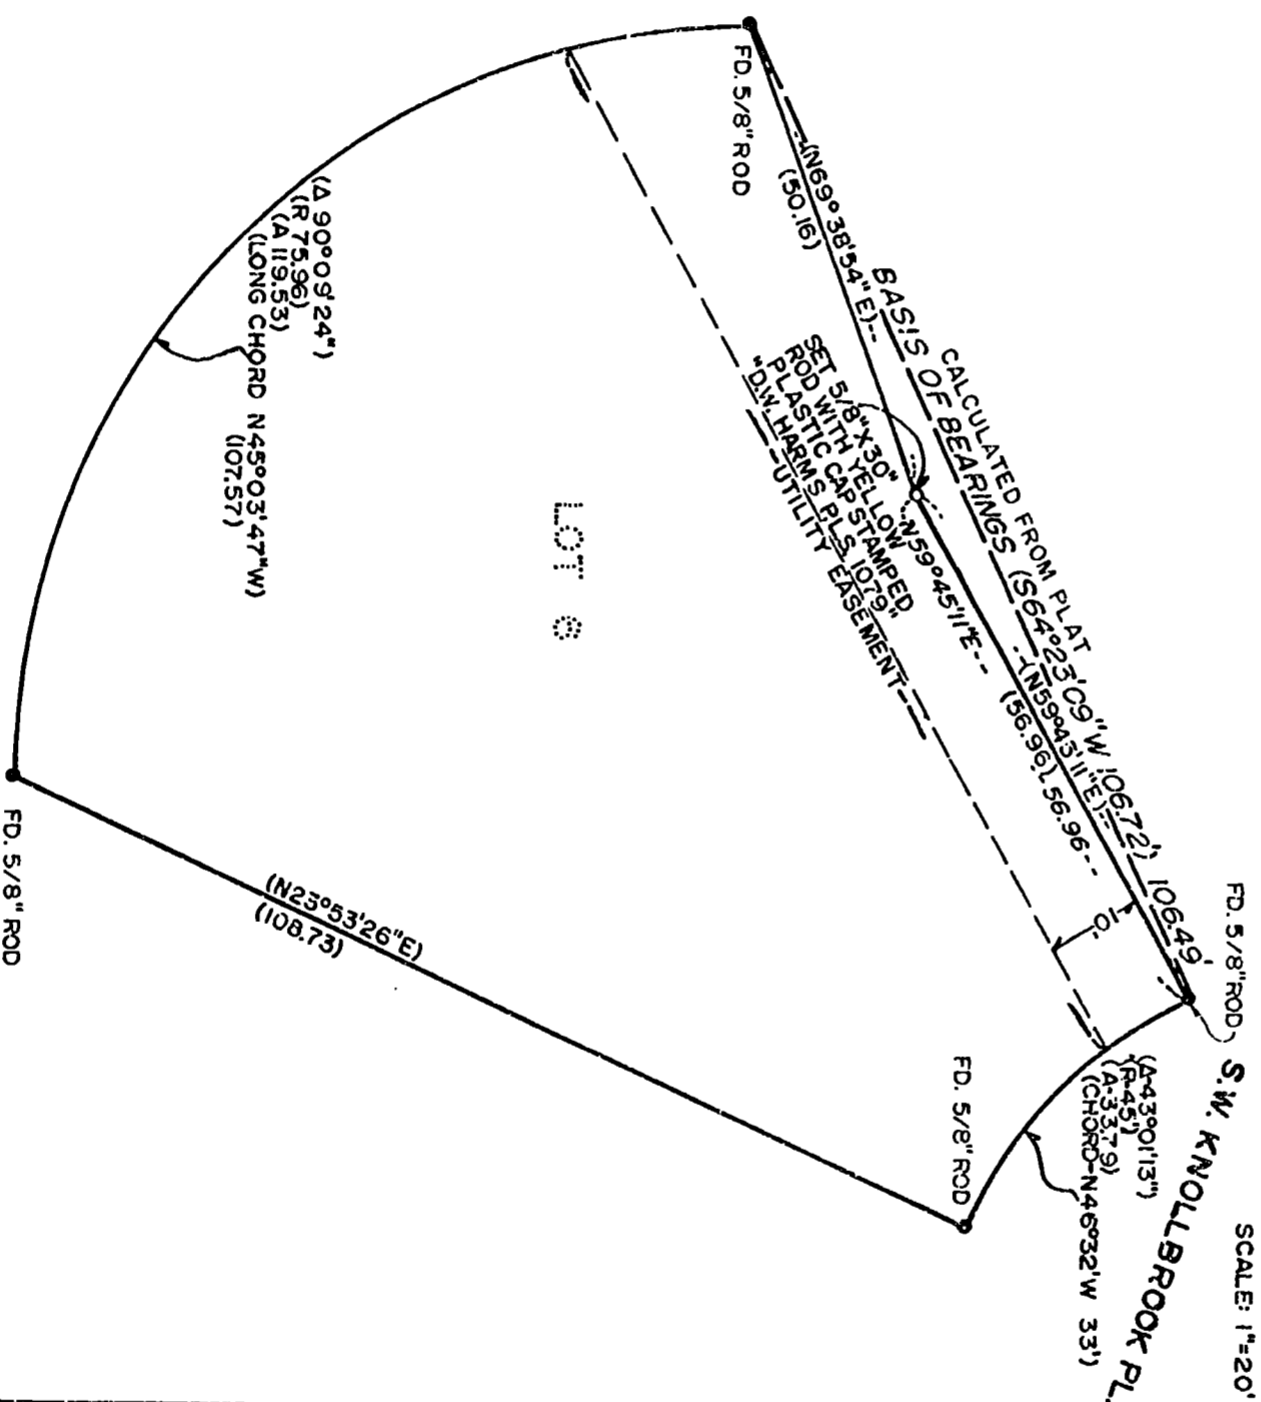 SCALE: 1"=20'
S.W. KNOLLBROOK PL.
FD. 5/8" ROD
CALCULATED FROM PLAT
BASIS OF BEARINGS (S64°23'09"W 106.72') 106.49'
(N69°38'54"E)
(50.16)
(N59°43'11"E)
N59°45'11"E
(56.96) 56.96
FD. 5/8" ROD
SET 5/8"X30"
ROD WITH YELLOW
PLASTIC CAP STAMPED
"D.W. HARMS P.L.S. 1079"
UTILITY EASEMENT
10'
(Δ-43°01'13")
(R-45')
(A-33.79)
(CHORD-N46°32'W 33')
FD. 5/8" ROD
LOT 6
(Δ 90°09'24")
(R 75.96)
(A 119.53)
(LONG CHORD N45°03'47"W)
(107.57)
(N23°53'26"E)
(108.73)
FD. 5/8" ROD